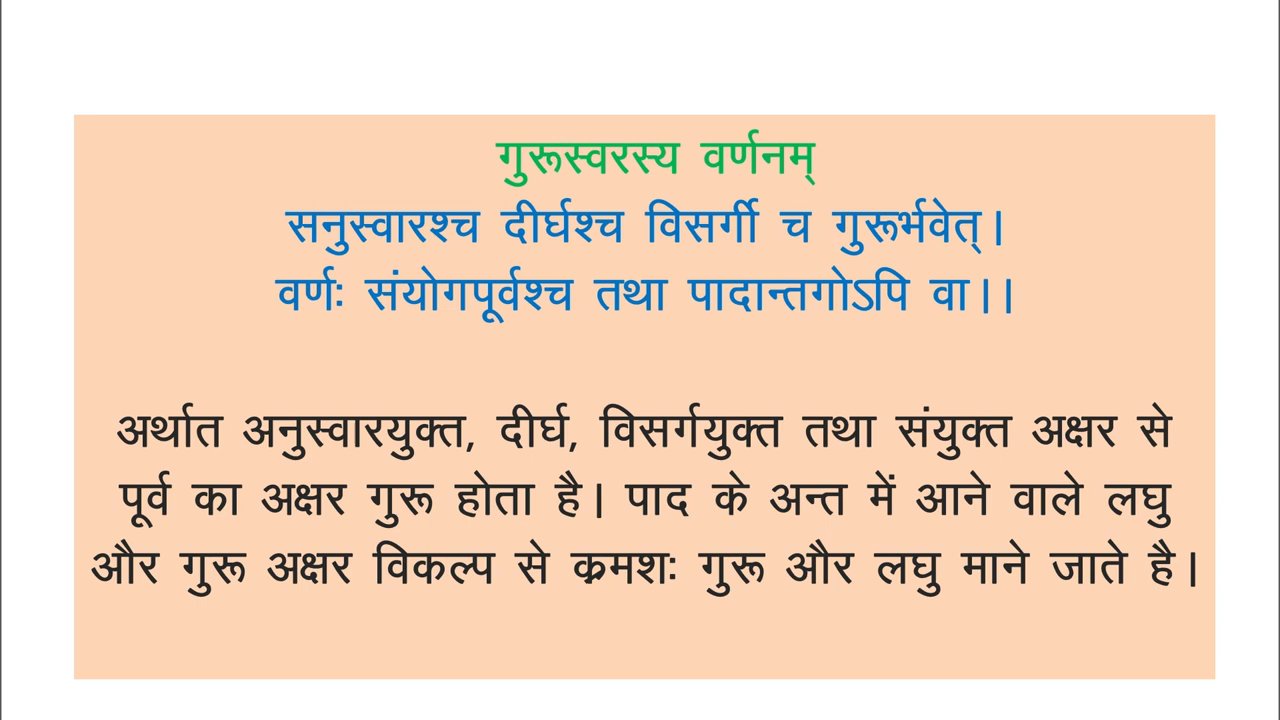 गुरूस्वरस्य वर्णनम्
सनुस्वारश्च दीर्घश्च विसर्गी च गुरूर्भवेत्।
वर्णः संयोगपूर्वश्च तथा पादान्तगोऽपि वा।।
अर्थात अनुस्वारयुक्त, दीर्घ, विसर्गयुक्त तथा संयुक्त अक्षर से
पूर्व का अक्षर गुरू होता है। पाद के अन्त में आने वाले लघु
और गुरू अक्षर विकल्प से क्रमशः गुरू और लघु माने जाते है।